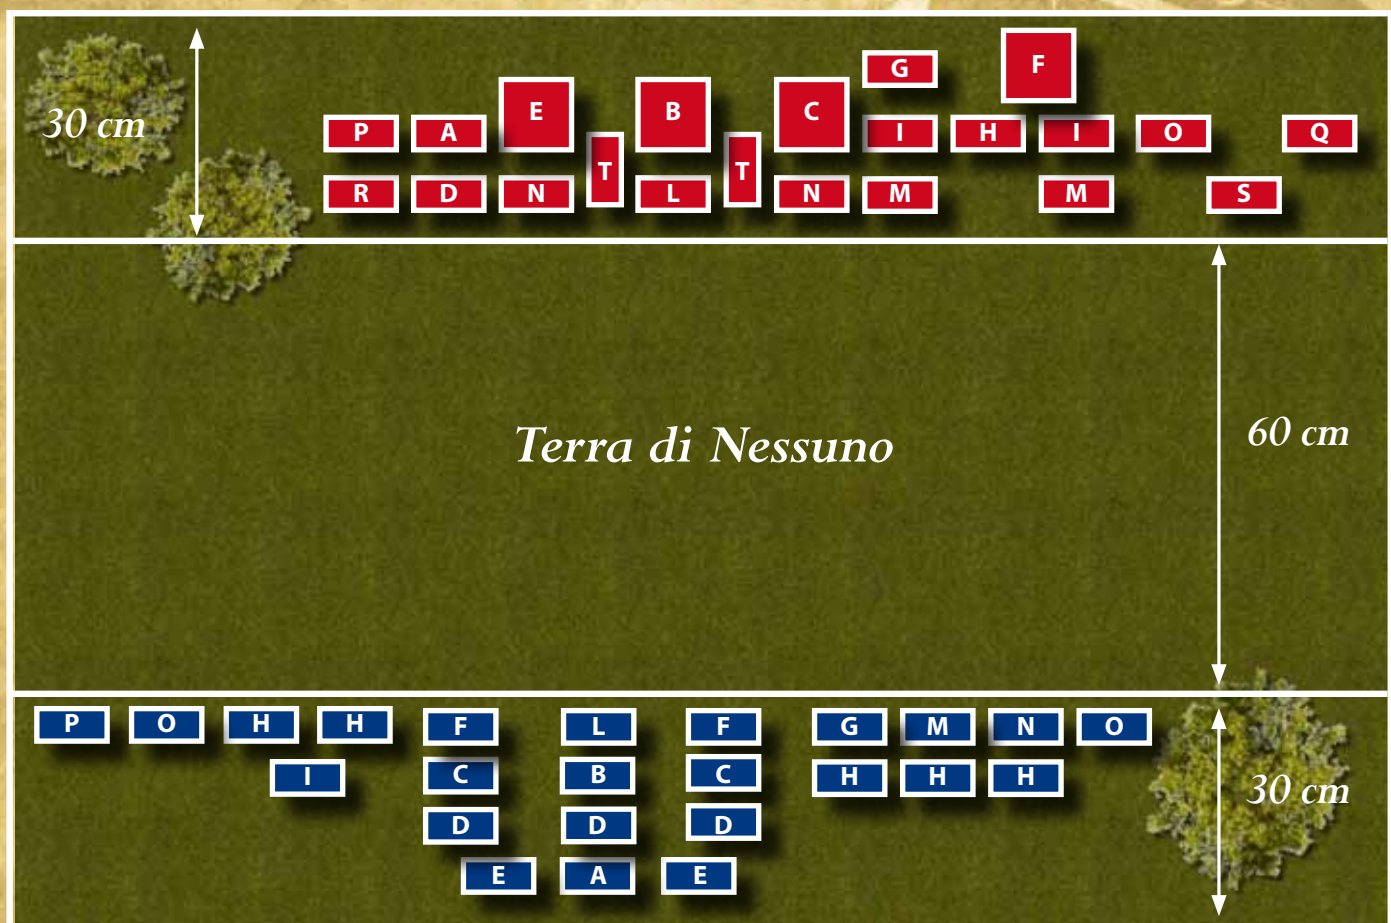 G F
30 cm E B C
P A I H I O Q
T T
R D N L N M M S
Terra di Nessuno 60 cm
P O H H F L F G M N O
I C B C H H H
30 cm
D D D
E A E